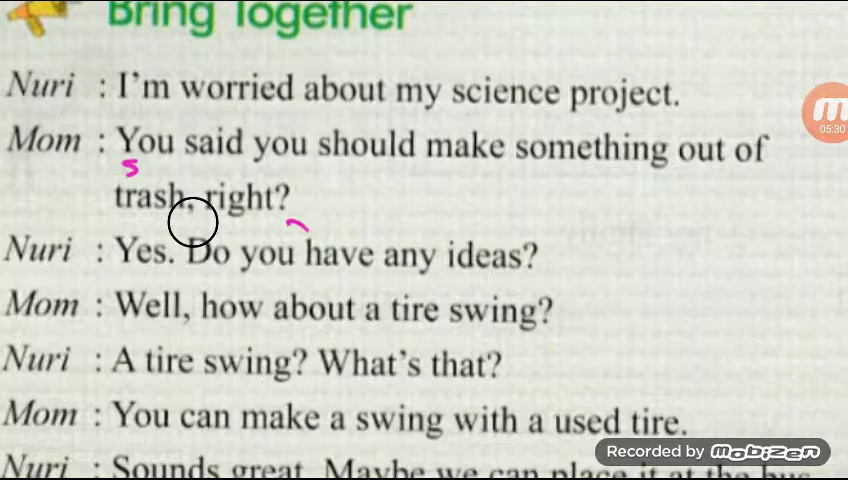 Bring Together
Nuri : I'm worried about my science project.
Mom : You said you should make something out of
trash, right?
Nuri : Yes. Do you have any ideas?
Mom : Well, how about a tire swing?
Nuri : A tire swing? What's that?
Mom : You can make a swing with a used tire.
Nuri : Sounds great. Maybe we can place it at the bus
05:30
Recorded by mobizen
S